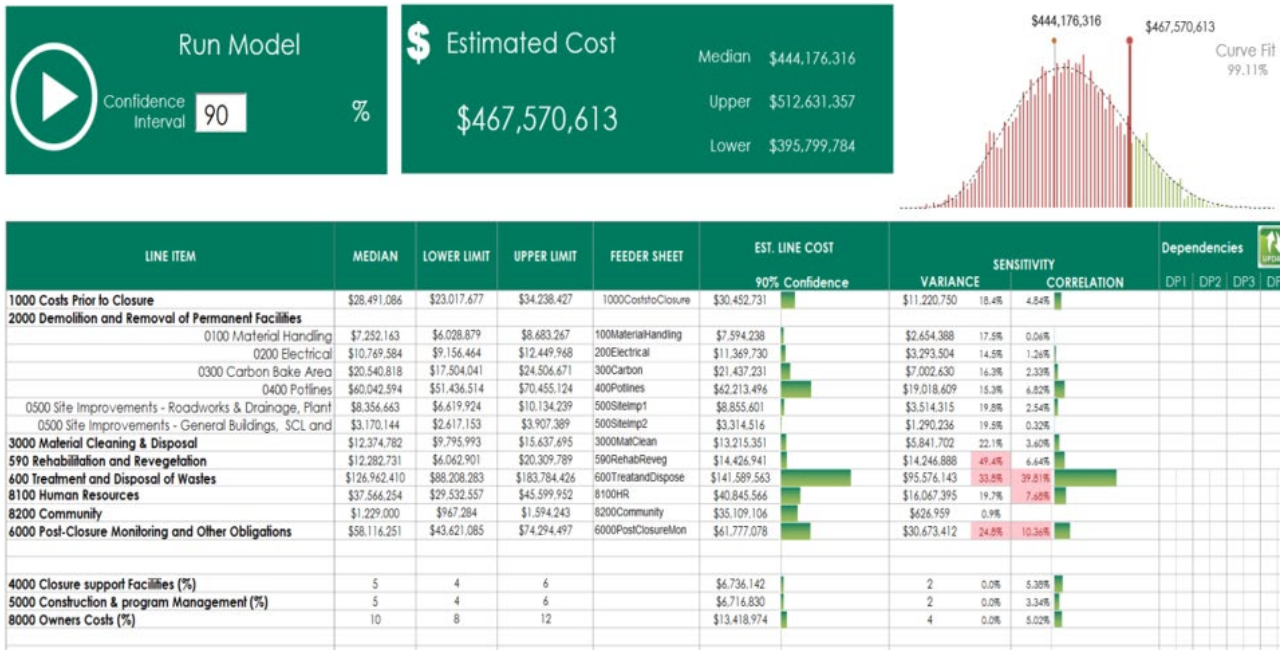 Run Model
Confidence Interval 90 %
$ Estimated Cost
$467,570,613
Median $444,176,316
Upper $512,631,357
Lower $395,799,784
$444,176,316
$467,570,613
Curve Fit
99.11%
LINE ITEM MEDIAN LOWER LIMIT UPPER LIMIT FEEDER SHEET EST. LINE COST SENSITIVITY Dependencies
90% Confidence VARIANCE CORRELATION DP1 DP2 DP3
1000 Costs Prior to Closure $28,491,086 $23,017,677 $34,238,427 1000CoststoClosure $30,452,731 $11,220,750 18.4% 4.84%
2000 Demolition and Removal of Permanent Facilities
0100 Material Handling $7,252,163 $6,028,879 $8,683,267 100MaterialHandling $7,594,238 $2,654,388 17.5% 0.06%
0200 Electrical $10,769,584 $9,156,464 $12,449,968 200Electrical $11,369,730 $3,293,504 14.5% 1.26%
0300 Carbon Bake Area $20,540,818 $17,504,041 $24,506,671 300Carbon $21,437,231 $7,002,630 16.3% 2.33%
0400 Potlines $60,042,594 $51,436,514 $70,455,124 400Potlines $62,213,496 $19,018,609 15.3% 6.82%
0500 Site Improvements - Roadworks & Drainage, Plant $8,356,663 $6,619,924 $10,134,239 500SiteImp1 $8,855,601 $3,514,315 19.8% 2.54%
0500 Site Improvements - General Buildings, SCL and $3,170,144 $2,617,153 $3,907,389 500SiteImp2 $3,314,516 $1,290,236 19.5% 0.32%
3000 Material Cleaning & Disposal $12,374,782 $9,795,993 $15,637,695 3000MatClean $13,215,351 $5,841,702 22.1% 3.60%
590 Rehabilitation and Revegetation $12,282,731 $6,062,901 $20,309,789 590RehabReveg $14,426,941 $14,246,888 49.4% 6.64%
600 Treatment and Disposal of Wastes $126,962,410 $88,208,283 $183,784,426 600TreatandDispose $141,589,563 $95,576,143 33.8% 39.81%
8100 Human Resources $37,566,254 $29,532,557 $45,599,952 8100HR $40,845,566 $16,067,395 19.7% 7.68%
8200 Community $1,229,000 $967,284 $1,594,243 8200Community $35,109,106 $626,959 0.9%
6000 Post-Closure Monitoring and Other Obligations $58,116,251 $43,621,085 $74,294,497 6000PostClosureMon $61,777,078 $30,673,412 24.8% 10.36%
4000 Closure support Facilities (%) 5 4 6 $6,736,142 2 0.0% 5.38%
5000 Construction & program Management (%) 5 4 6 $6,716,830 2 0.0% 3.34%
8000 Owners Costs (%) 10 8 12 $13,418,974 4 0.0% 5.02%